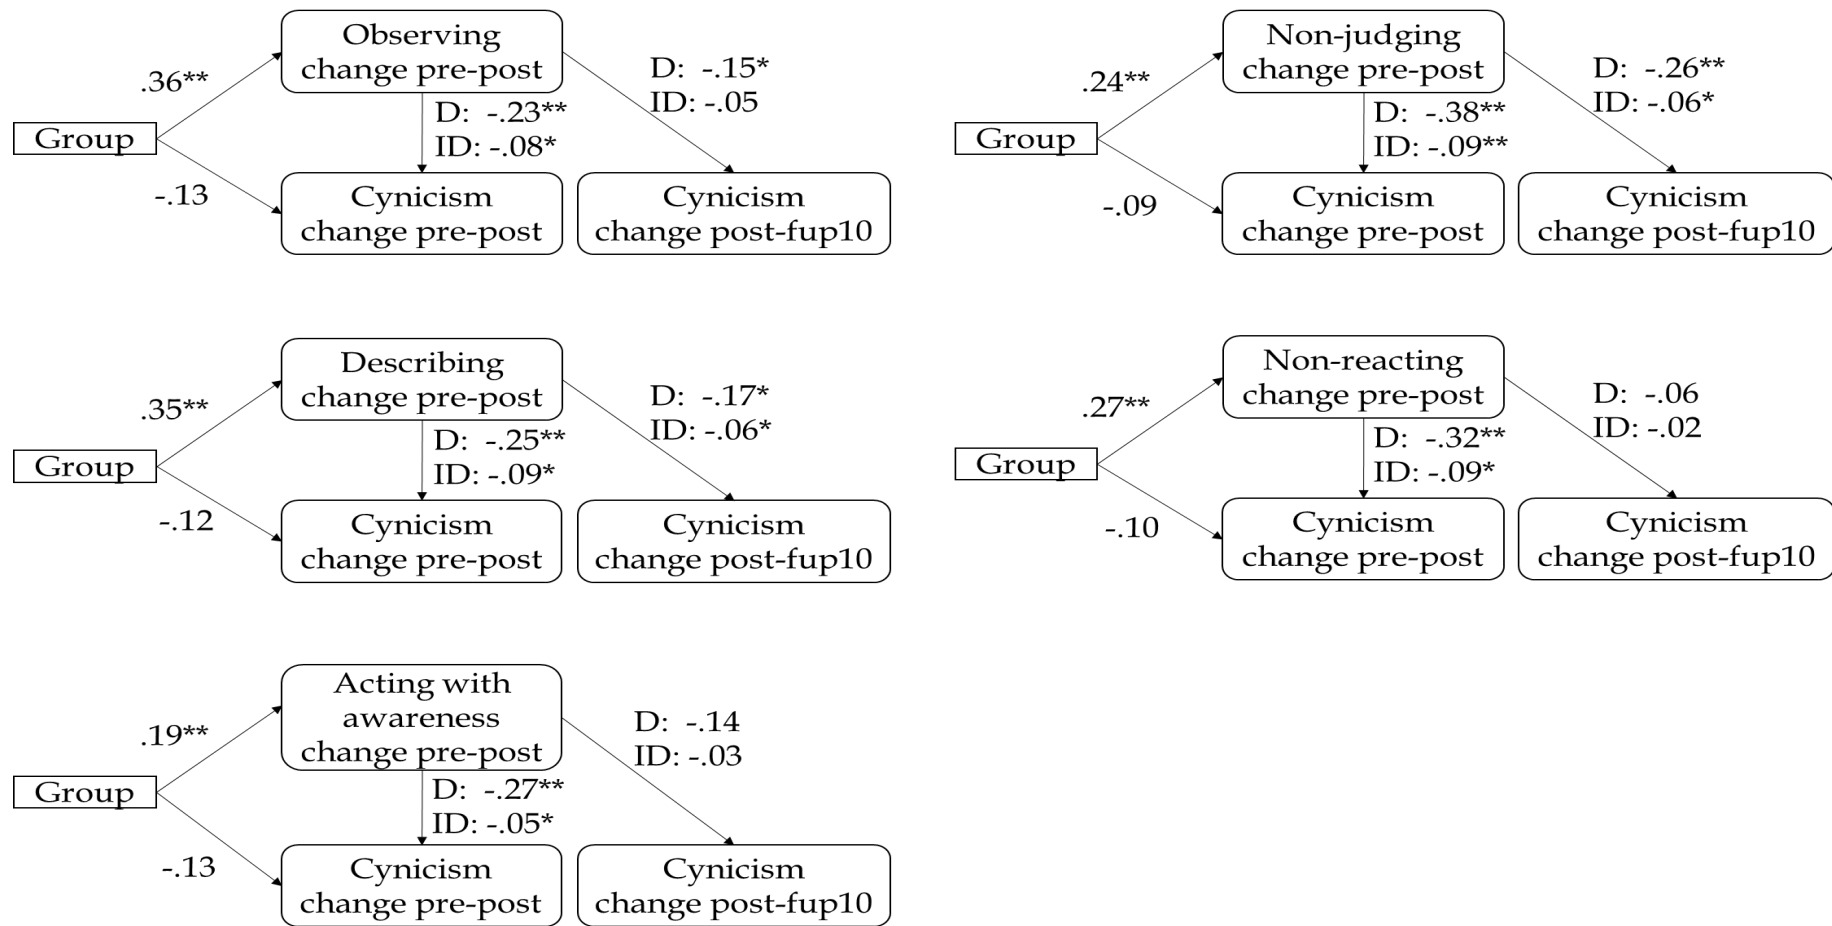 Observing
change pre-post
.36**
D: -.15*
ID: -.05
D: -.23**
ID: -.08*
Group
-.13
Cynicism
change pre-post
Cynicism
change post-fup10
Describing
change pre-post
.35**
D: -.17*
ID: -.06*
D: -.25**
ID: -.09*
Group
-.12
Cynicism
change pre-post
Cynicism
change post-fup10
Acting with
awareness
change pre-post
.19**
D: -.14
ID: -.03
D: -.27**
ID: -.05*
Group
-.13
Cynicism
change pre-post
Cynicism
change post-fup10
Non-judging
change pre-post
.24**
D: -.26**
ID: -.06*
D: -.38**
ID: -.09**
Group
-.09
Cynicism
change pre-post
Cynicism
change post-fup10
Non-reacting
change pre-post
.27**
D: -.06
ID: -.02
D: -.32**
ID: -.09*
Group
-.10
Cynicism
change pre-post
Cynicism
change post-fup10